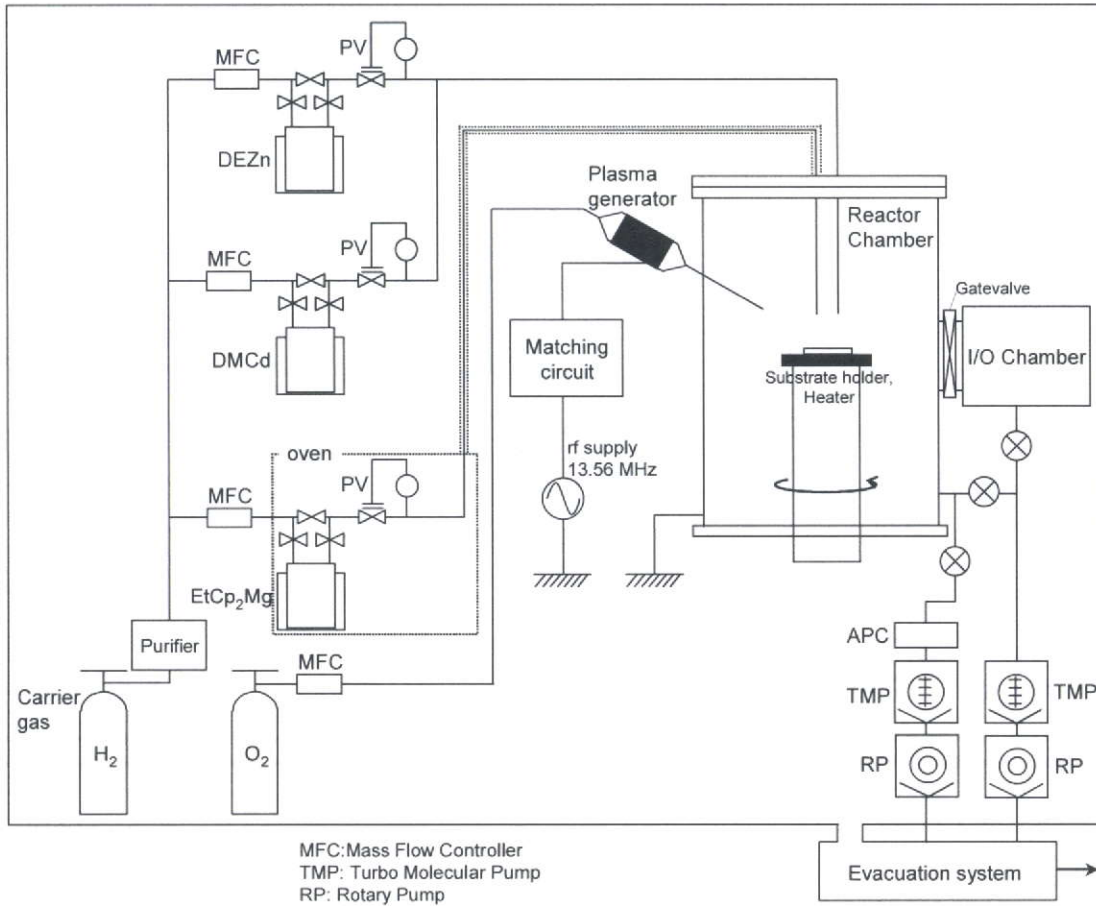 MFC
PV
DEZn
Plasma
generator
Reactor
Chamber
MFC
PV
DMCd
Gatevalve
I/O Chamber
Matching
circuit
Substrate holder,
Heater
rf supply
13.56 MHz
oven
MFC
PV
EtCp₂Mg
Purifier
MFC
Carrier
gas
H₂
O₂
APC
TMP
TMP
RP
RP
MFC:Mass Flow Controller
TMP: Turbo Molecular Pump
RP: Rotary Pump
Evacuation system